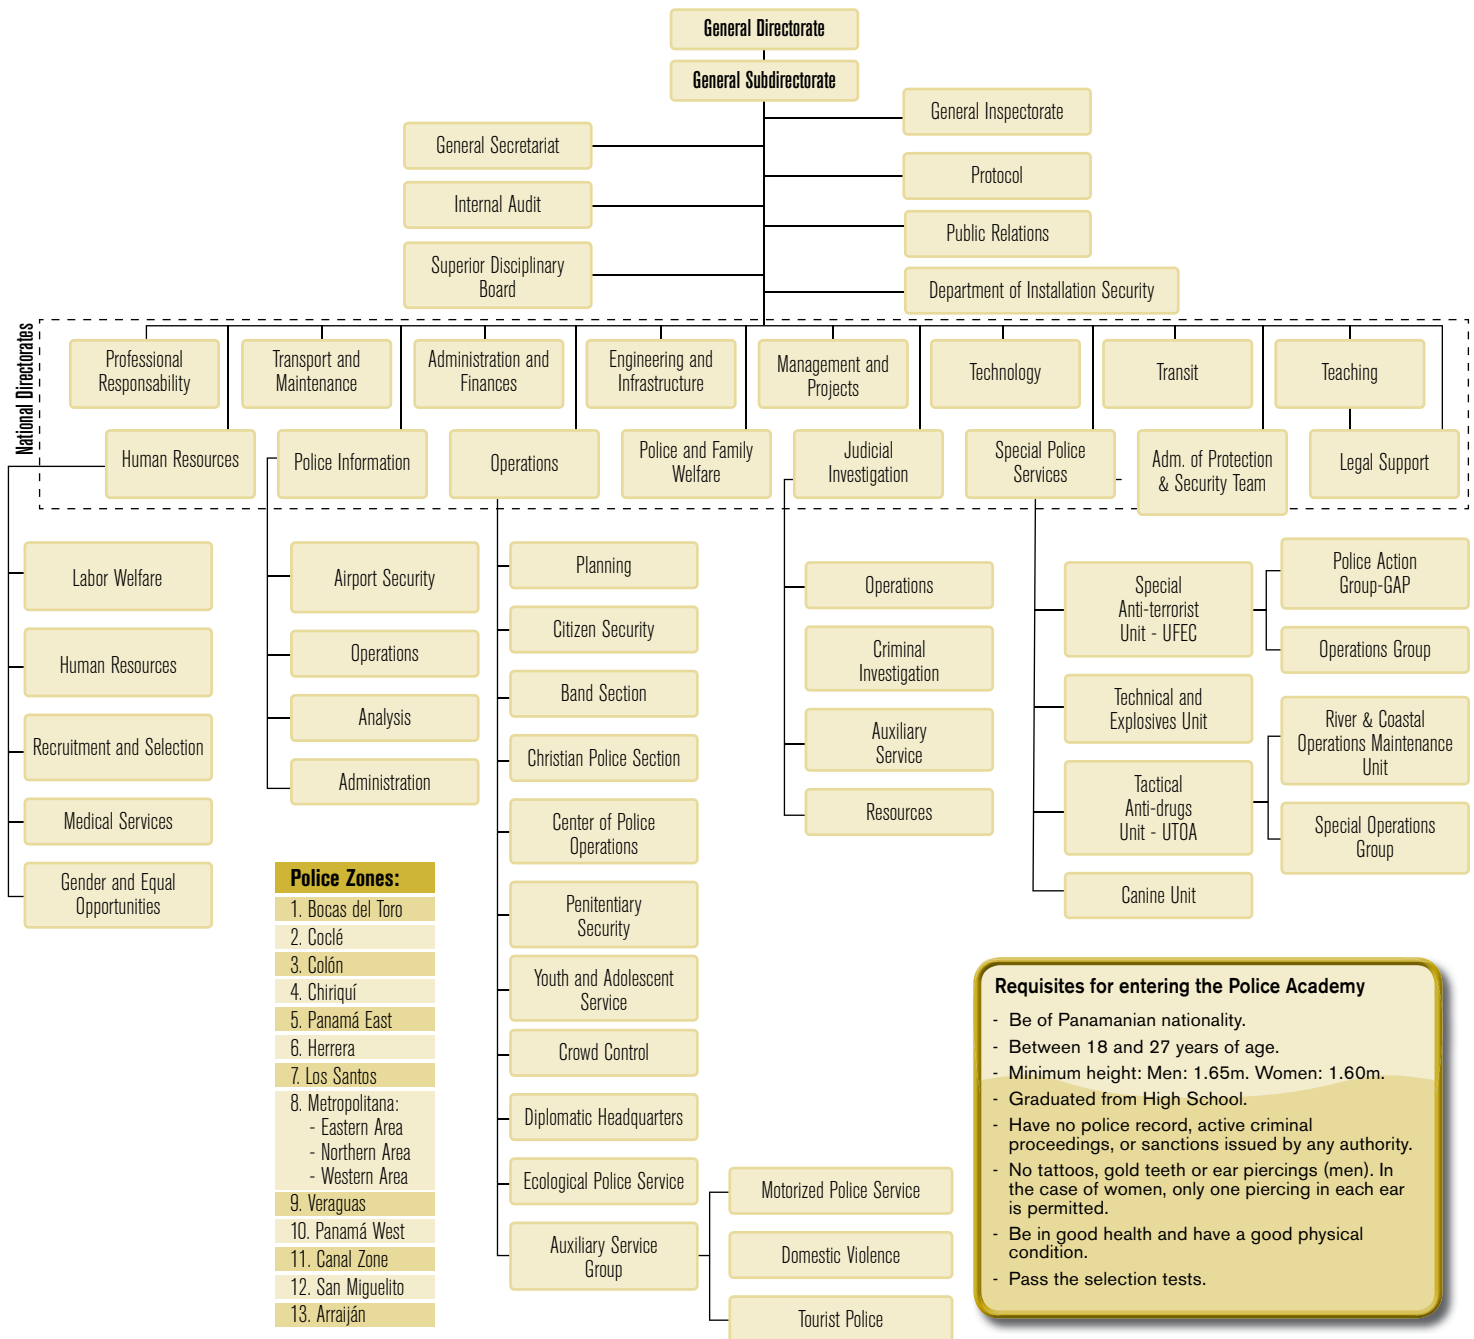 General Directorate
General Subdirectorate
General Inspectorate
General Secretariat
Protocol
Internal Audit
Public Relations
Superior Disciplinary
Board
Department of Installation Security
National Directorates
Professional
Responsability
Transport and
Maintenance
Administration and
Finances
Engineering and
Infrastructure
Management and
Projects
Technology
Transit
Teaching
Human Resources
Police Information
Operations
Police and Family
Welfare
Judicial
Investigation
Special Police
Services
Adm. of Protection
& Security Team
Legal Support
Labor Welfare
Human Resources
Recruitment and Selection
Medical Services
Gender and Equal
Opportunities
Airport Security
Operations
Analysis
Administration
Planning
Citizen Security
Band Section
Christian Police Section
Center of Police
Operations
Penitentiary
Security
Youth and Adolescent
Service
Crowd Control
Diplomatic Headquarters
Ecological Police Service
Auxiliary Service
Group
Motorized Police Service
Domestic Violence
Tourist Police
Operations
Criminal
Investigation
Auxiliary
Service
Resources
Special
Anti-terrorist
Unit - UFEC
Technical and
Explosives Unit
Tactical
Anti-drugs
Unit - UTOA
Canine Unit
Police Action
Group-GAP
Operations Group
River & Coastal
Operations Maintenance
Unit
Special Operations
Group
Police Zones:
1. Bocas del Toro
2. Coclé
3. Colón
4. Chiriquí
5. Panamá East
6. Herrera
7. Los Santos
8. Metropolitana:
- Eastern Area
- Northern Area
- Western Area
9. Veraguas
10. Panamá West
11. Canal Zone
12. San Miguelito
13. Arraiján
Requisites for entering the Police Academy
- Be of Panamanian nationality.
- Between 18 and 27 years of age.
- Minimum height: Men: 1.65m. Women: 1.60m.
- Graduated from High School.
- Have no police record, active criminal
proceedings, or sanctions issued by any authority.
- No tattoos, gold teeth or ear piercings (men). In
the case of women, only one piercing in each ear
is permitted.
- Be in good health and have a good physical
condition.
- Pass the selection tests.